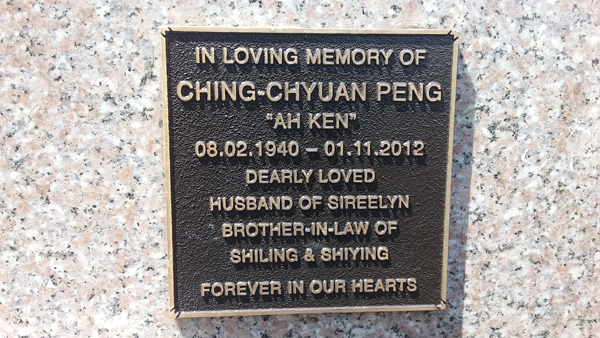 IN LOVING MEMORY OF
CHING-CHYUAN PENG
"AH KEN"
08.02.1940 – 01.11.2012
DEARLY LOVED
HUSBAND OF SIREELYN
BROTHER-IN-LAW OF
SHILING & SHIYING
FOREVER IN OUR HEARTS